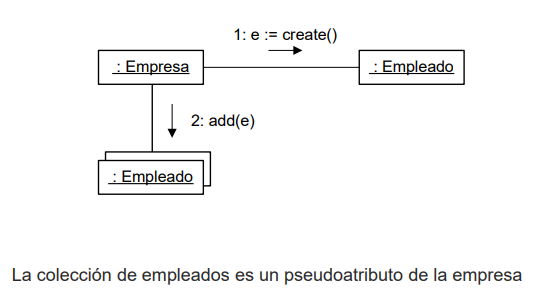 1: e := create()
: Empresa
: Empleado
2: add(e)
: Empleado
La colección de empleados es un pseudoatributo de la empresa